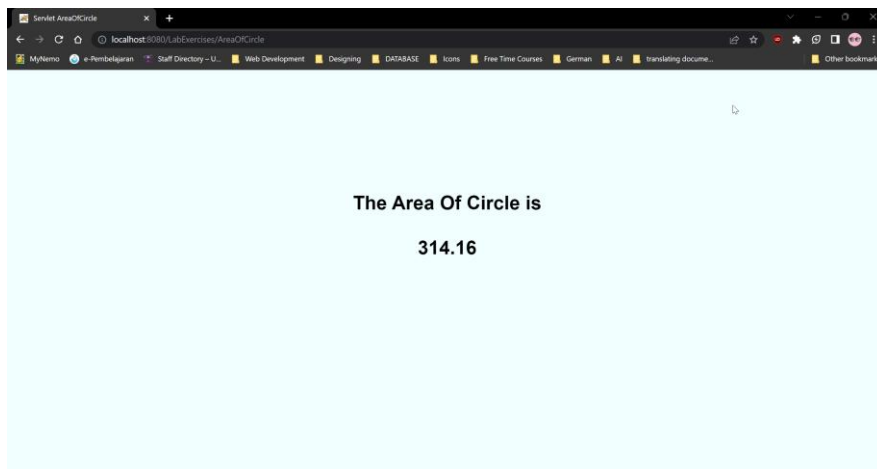 Servlet AreaOfCircle
localhost:8080/LabExercises/AreaOfCircle
MyNemo e-Pembelajaran Staff Directory – U... Web Development Designing DATABASE Icons Free Time Courses German AI translating docume... Other bookmark
The Area Of Circle is
314.16